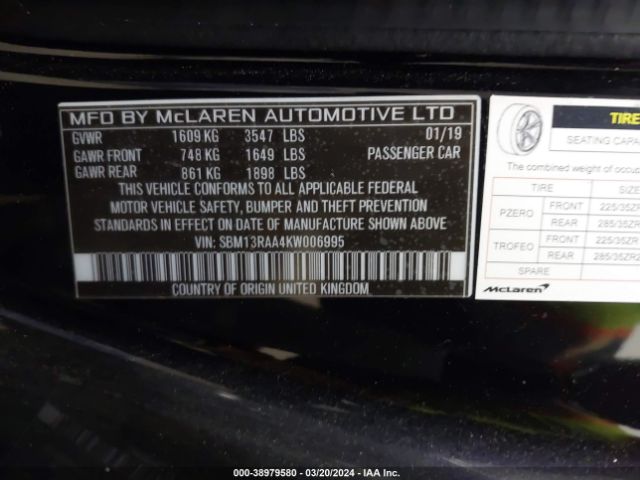 MFD BY McLAREN AUTOMOTIVE LTD
GVWR 1609 KG 3547 LBS 01/19
GAWR FRONT 748 KG 1649 LBS PASSENGER CAR
GAWR REAR 861 KG 1898 LBS
THIS VEHICLE CONFORMS TO ALL APPLICABLE FEDERAL
MOTOR VEHICLE SAFETY, BUMPER AND THEFT PREVENTION
STANDARDS IN EFFECT ON DATE OF MANUFACTURE SHOWN ABOVE
VIN: SBM13RAA4KW006995
COUNTRY OF ORIGIN UNITED KINGDOM
TIRE
SEATING CAPA
The combined weight of occup
TIRE SIZE
PZERO FRONT 225/35ZR
REAR 285/35ZR
TROFEO FRONT 225/35ZR
REAR 285/35ZR2
SPARE
McLaren
000-38979580 / 03/20/2024 / IAA Inc.